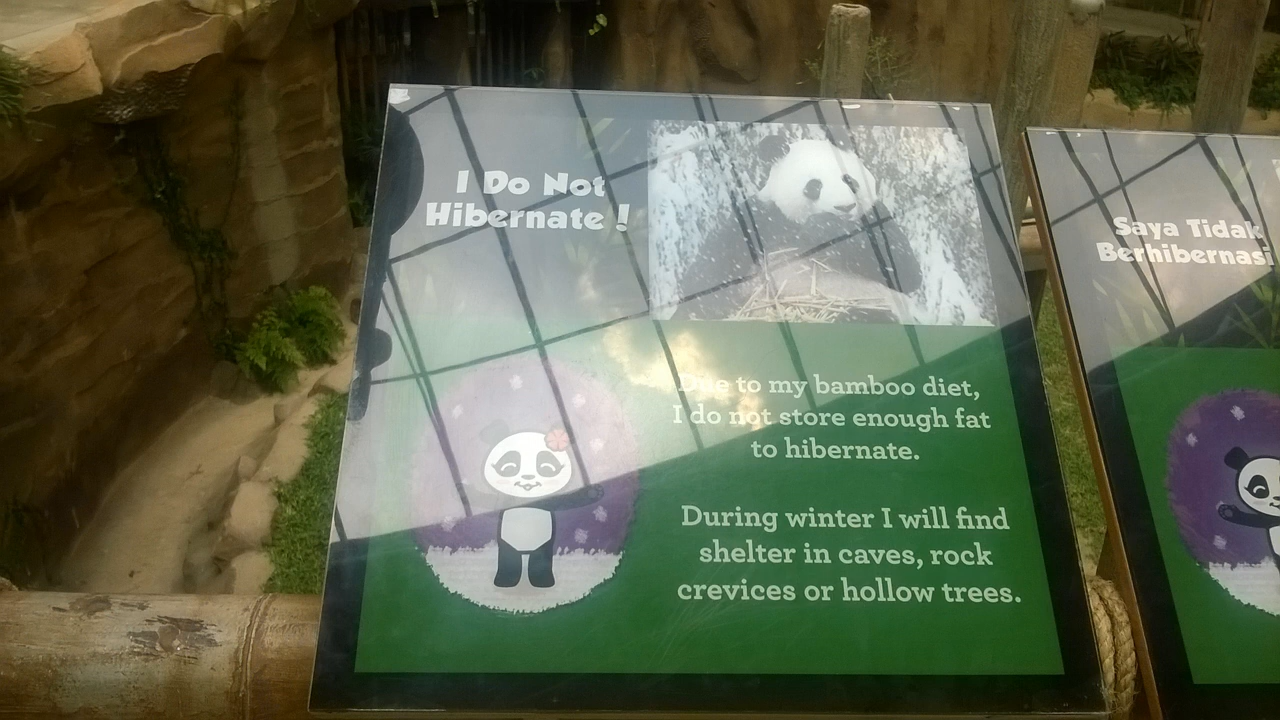 I Do Not
Hibernate !
Due to my bamboo diet,
I do not store enough fat
to hibernate.
During winter I will find
shelter in caves, rock
crevices or hollow trees.
Saya Tidak
Berhibernasi